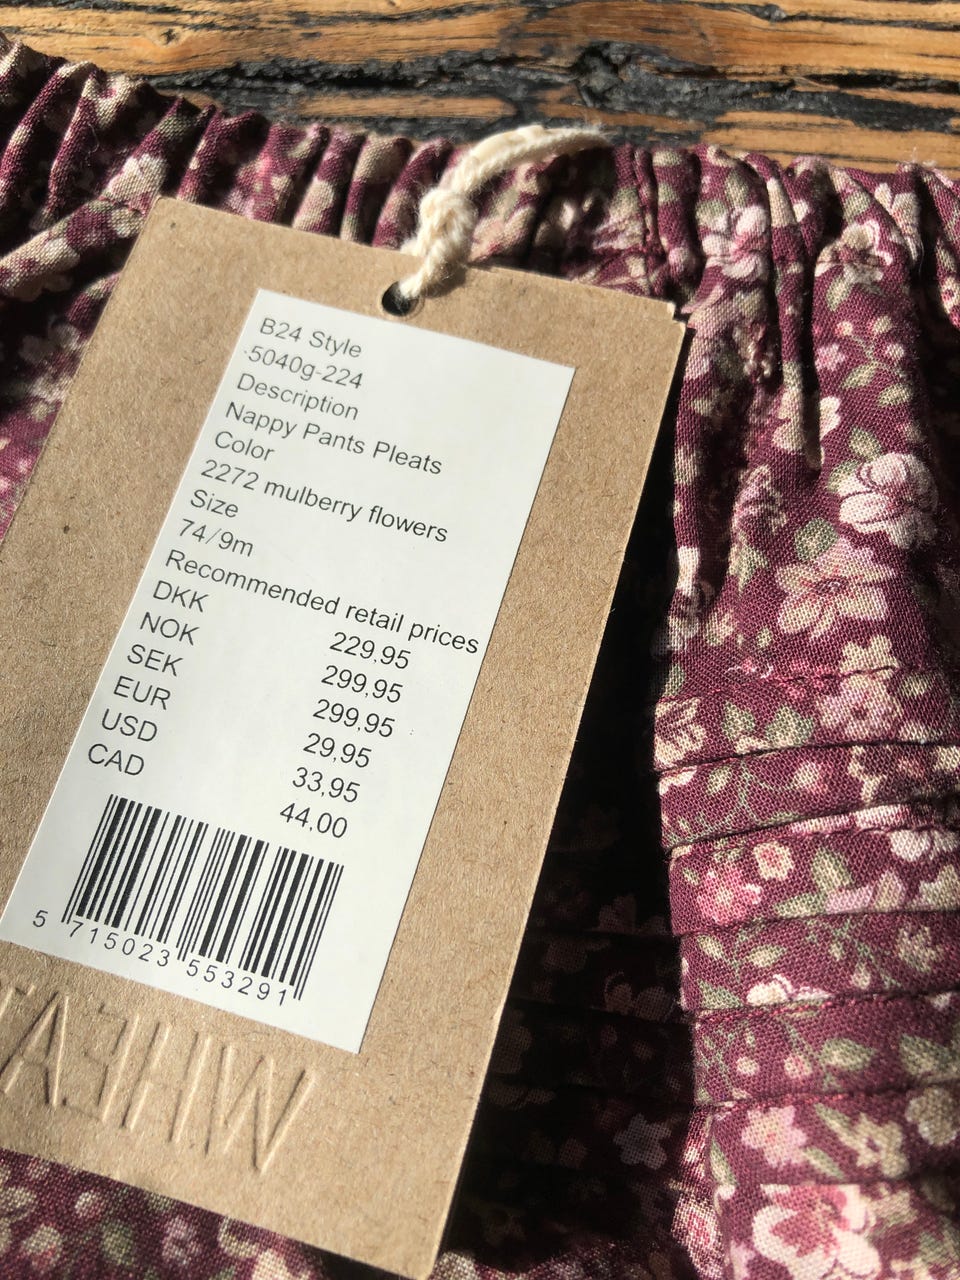 B24 Style
5040g-224
Description
Nappy Pants Pleats
Color
2272 mulberry flowers
Size
74/9m
Recommended retail prices
DKK 229,95
NOK 299,95
SEK 299,95
EUR 29,95
USD 33,95
CAD 44,00
5 715023 553291
WHEAT